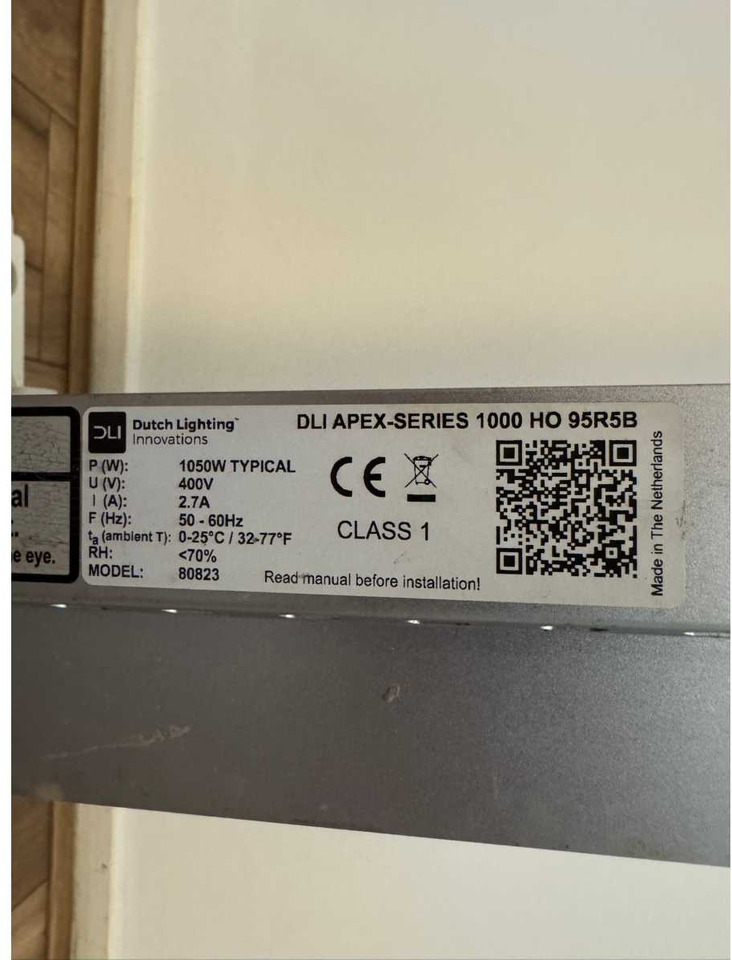 al
e eye.
DLI
Dutch Lighting
Innovations
DLI APEX-SERIES 1000 HO 95R5B
P (W): 1050W TYPICAL
U (V): 400V
I (A): 2.7A
F (Hz): 50 - 60Hz
ta (ambient T): 0-25°C / 32-77°F
RH: <70%
MODEL: 80823
CE
CLASS 1
Read manual before installation!
Made in The Netherlands